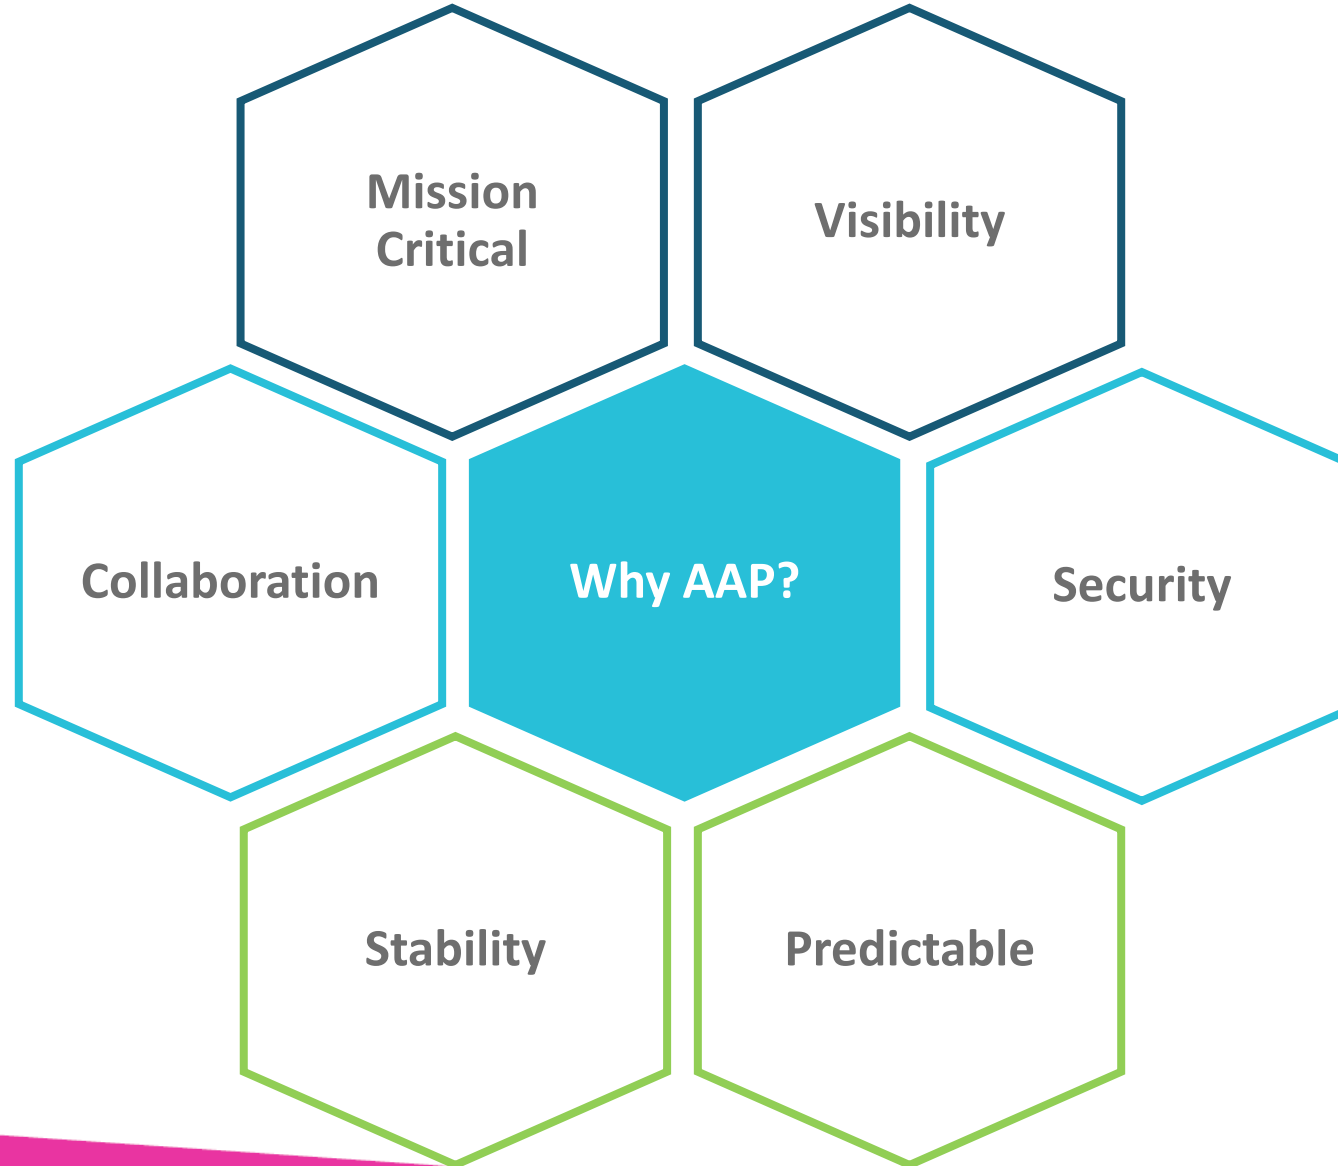 Mission
Critical
Visibility
Collaboration
Why AAP?
Security
Stability
Predictable